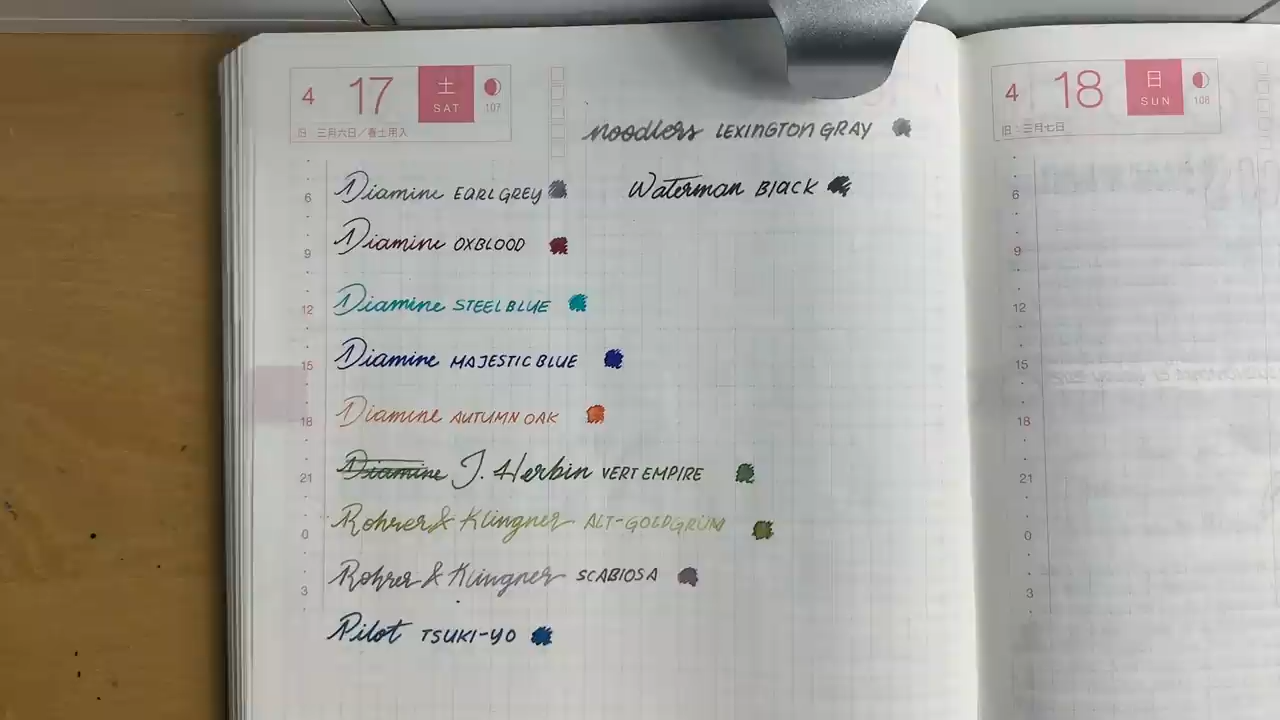 4 17 土 SAT 107
旧 三月六日/春土用入
noodlers LEXINGTON GRAY
6 Diamine EARL GREY Waterman BLACK
9 Diamine OXBLOOD
12 Diamine STEEL BLUE
15 Diamine MAJESTIC BLUE
18 Diamine AUTUMN OAK
21 Diamine J. Herbin VERT EMPIRE
0 Rohrer & Klingner ALT-GOLDGRÜN
3 Rohrer & Klingner SCABIOSA
Pilot TSUKI-YO
4 18 日 SUN 108
旧:三月七日
6
9
12
15
18
21
0
3